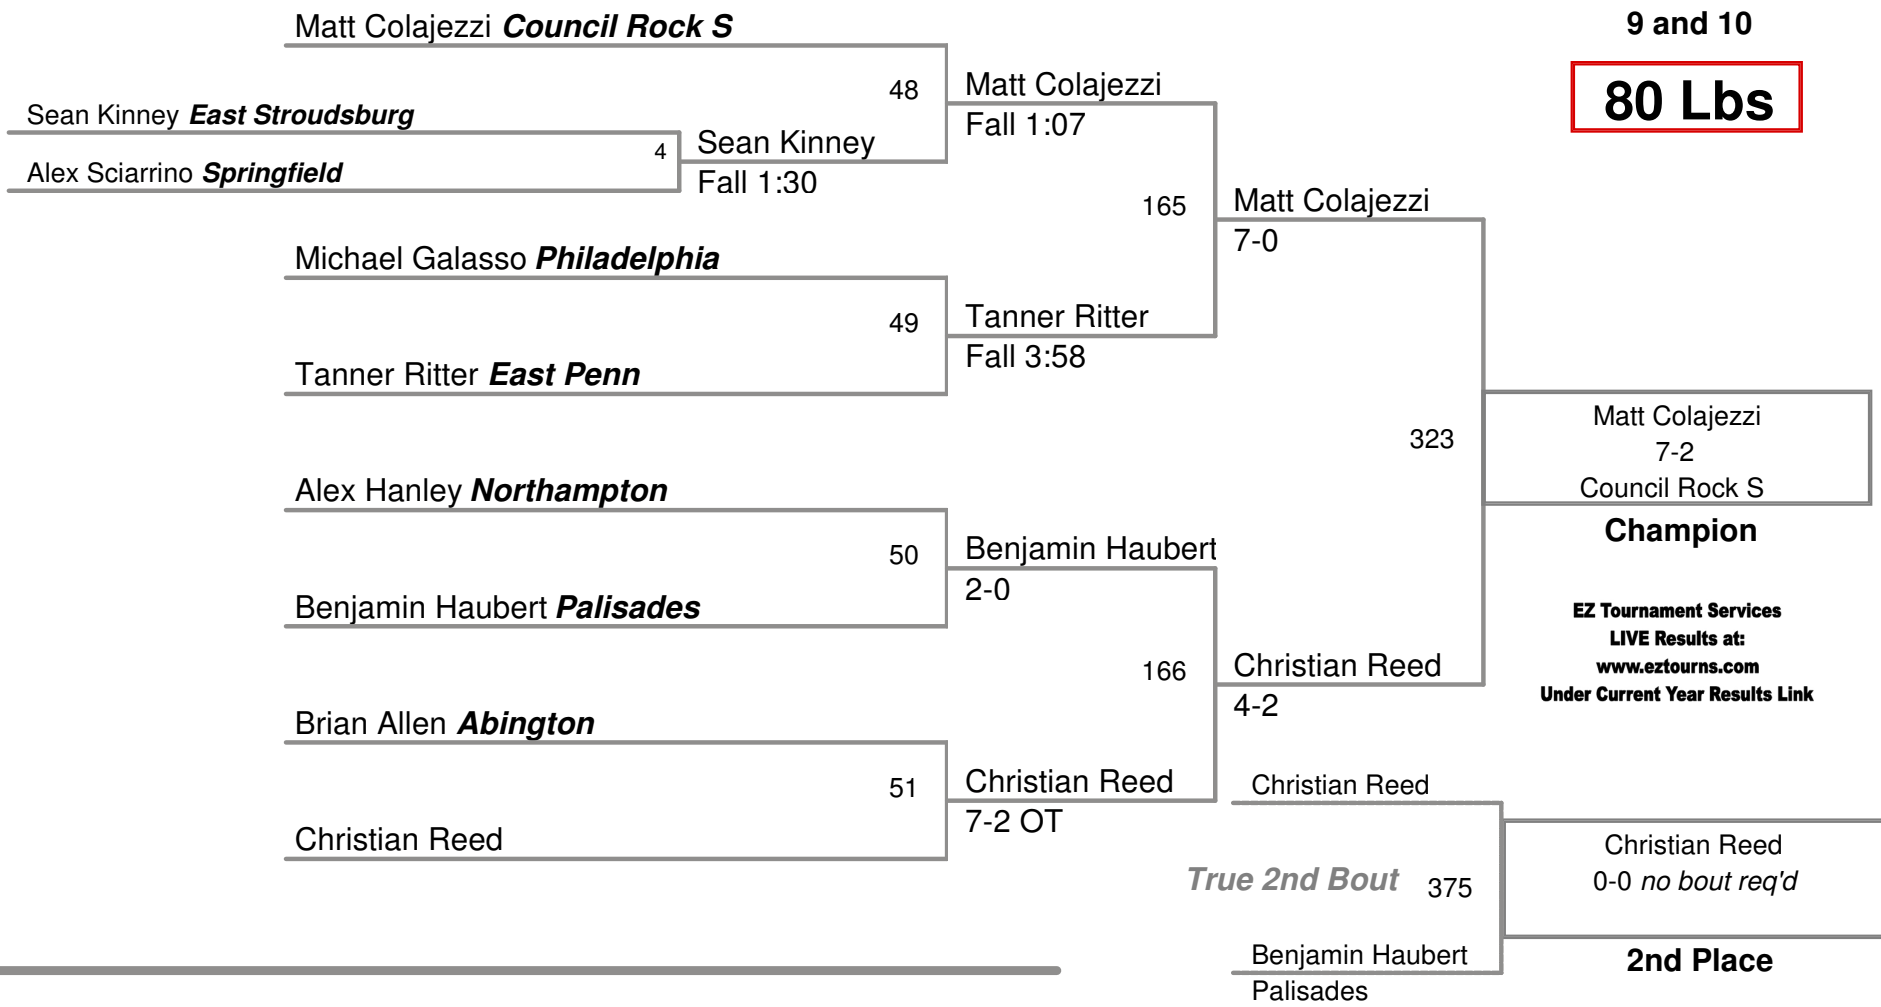 Matt Colajezzi Council Rock S
9 and 10
80 Lbs
48
Matt Colajezzi
Fall 1:07
Sean Kinney East Stroudsburg
4
Sean Kinney
Fall 1:30
Alex Sciarrino Springfield
165
Matt Colajezzi
7-0
Michael Galasso Philadelphia
49
Tanner Ritter
Fall 3:58
Tanner Ritter East Penn
323
Matt Colajezzi
7-2
Council Rock S
Champion
Alex Hanley Northampton
50
Benjamin Haubert
2-0
Benjamin Haubert Palisades
EZ Tournament Services
LIVE Results at:
www.eztourns.com
Under Current Year Results Link
166
Christian Reed
4-2
Brian Allen Abington
51
Christian Reed
7-2 OT
Christian Reed
Christian Reed
True 2nd Bout 375
Christian Reed
0-0 no bout req'd
2nd Place
Benjamin Haubert
Palisades